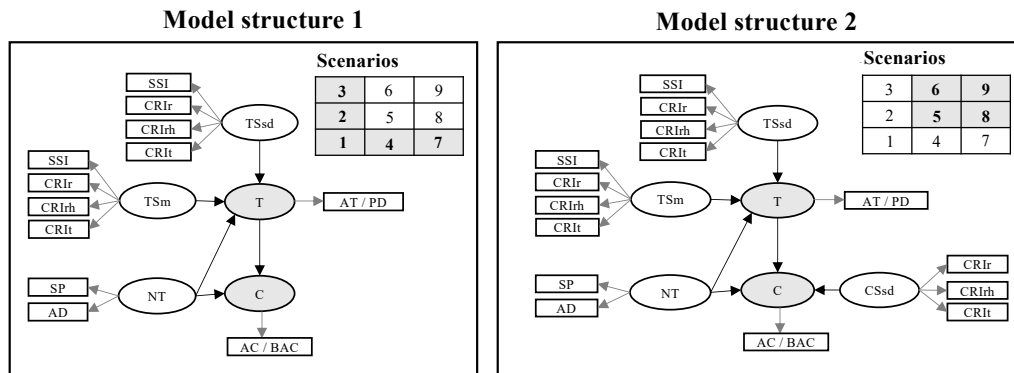 Model structure 1
Scenarios
3 6 9
2 5 8
1 4 7
SSI
CRIr
CRIrh
CRIt
TSsd
SSI
CRIr
CRIrh
CRIt
TSm
T
AT / PD
SP
AD
NT
C
AC / BAC
Model structure 2
Scenarios
3 6 9
2 5 8
1 4 7
SSI
CRIr
CRIrh
CRIt
TSsd
SSI
CRIr
CRIrh
CRIt
TSm
T
AT / PD
SP
AD
NT
C
CSsd
CRIr
CRIrh
CRIt
AC / BAC